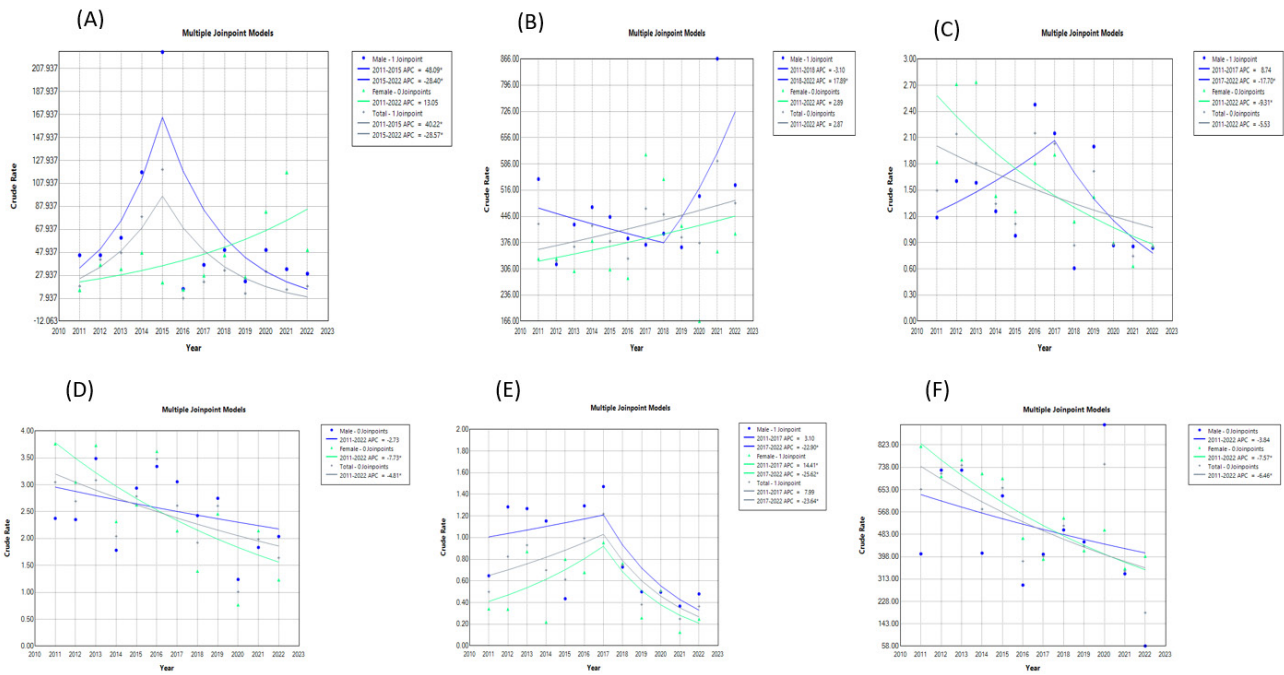 (A)
Multiple Joinpoint Models
207.937
187.937
167.937
147.937
127.937
107.937
87.937
67.937
47.937
27.937
7.937
-12.063
2010 2011 2012 2013 2014 2015 2016 2017 2018 2019 2020 2021 2022 2023
Crude Rate
Year
Male - 1 Joinpoint
2011-2015 APC = 48.09*
2015-2022 APC = -28.40*
Female - 0 Joinpoints
2011-2022 APC = 13.05
Total - 1 Joinpoint
2011-2015 APC = 40.22*
2015-2022 APC = -28.57*
(B)
Multiple Joinpoint Models
866.00
796.00
726.00
656.00
586.00
516.00
446.00
376.00
306.00
236.00
166.00
2010 2011 2012 2013 2014 2015 2016 2017 2018 2019 2020 2021 2022 2023
Crude Rate
Year
Male - 1 Joinpoint
2011-2018 APC = -3.10
2018-2022 APC = 17.89*
Female - 0 Joinpoints
2011-2022 APC = 2.89
Total - 0 Joinpoints
2011-2022 APC = 2.87
(C)
Multiple Joinpoint Models
3.00
2.70
2.40
2.10
1.80
1.50
1.20
0.90
0.60
0.30
0.00
2010 2011 2012 2013 2014 2015 2016 2017 2018 2019 2020 2021 2022 2023
Crude Rate
Year
Male - 1 Joinpoint
2011-2017 APC = 8.74
2017-2022 APC = -17.70*
Female - 0 Joinpoints
2011-2022 APC = -9.31*
Total - 0 Joinpoints
2011-2022 APC = -5.53
(D)
Multiple Joinpoint Models
4.00
3.50
3.00
2.50
2.00
1.50
1.00
0.50
0.00
2010 2011 2012 2013 2014 2015 2016 2017 2018 2019 2020 2021 2022 2023
Crude Rate
Year
Male - 0 Joinpoints
2011-2022 APC = -2.73
Female - 0 Joinpoints
2011-2022 APC = -7.73*
Total - 0 Joinpoints
2011-2022 APC = -4.81*
(E)
Multiple Joinpoint Models
2.00
1.80
1.60
1.40
1.20
1.00
0.80
0.60
0.40
0.20
0.00
2010 2011 2012 2013 2014 2015 2016 2017 2018 2019 2020 2021 2022 2023
Crude Rate
Year
Male - 1 Joinpoint
2011-2017 APC = 3.10
2017-2022 APC = -22.90*
Female - 1 Joinpoint
2011-2017 APC = 14.41*
2017-2022 APC = -25.62*
Total - 1 Joinpoint
2011-2017 APC = 7.99
2017-2022 APC = -23.64*
(F)
Multiple Joinpoint Models
823.00
738.00
653.00
568.00
483.00
398.00
313.00
228.00
143.00
58.00
2010 2011 2012 2013 2014 2015 2016 2017 2018 2019 2020 2021 2022 2023
Crude Rate
Year
Male - 0 Joinpoints
2011-2022 APC = -3.84
Female - 0 Joinpoints
2011-2022 APC = -7.57*
Total - 0 Joinpoints
2011-2022 APC = -6.46*